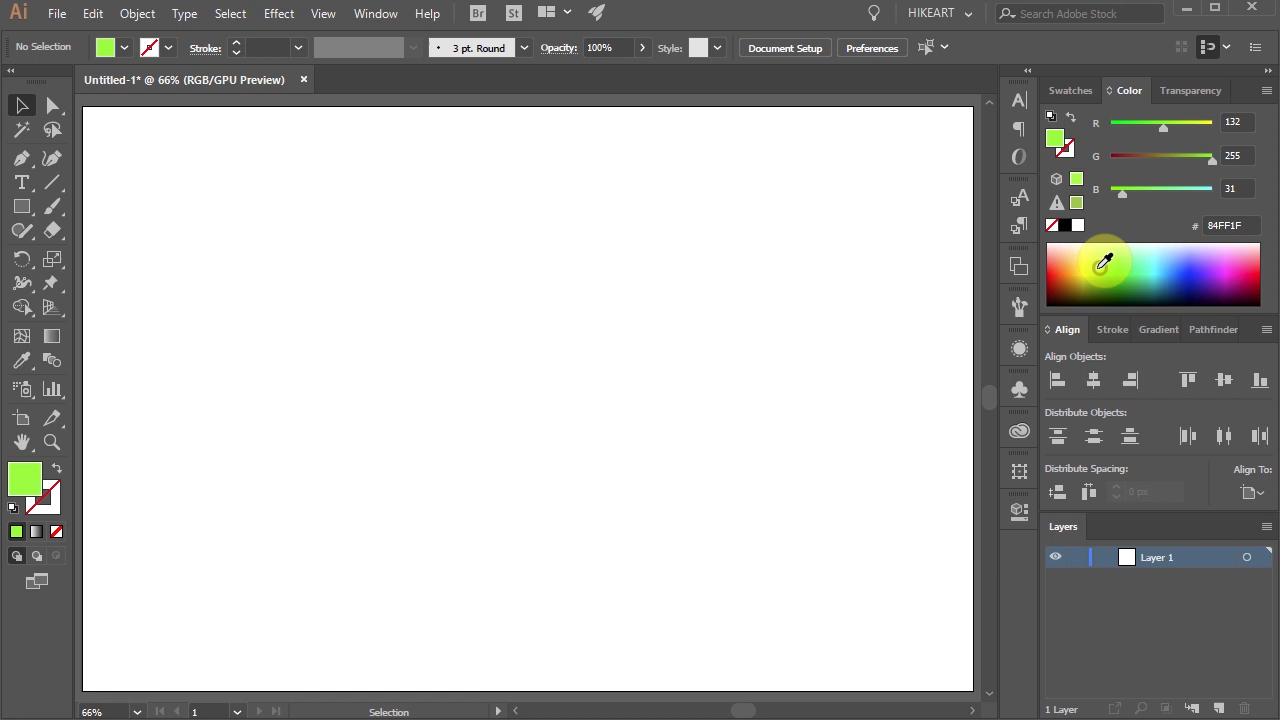 Ai File Edit Object Type Select Effect View Window Help Br St HIKEART Search Adobe Stock
No Selection Stroke: 3 pt. Round Opacity: 100% Style: Document Setup Preferences
Untitled-1* @ 66% (RGB/GPU Preview) ×
Swatches Color Transparency
R 132
G 255
B 31
# 84FF1F
Align Stroke Gradient Pathfinder
Align Objects:
Distribute Objects:
Distribute Spacing: Align To:
0 px
Layers
Layer 1
1 Layer
66% 1 Selection